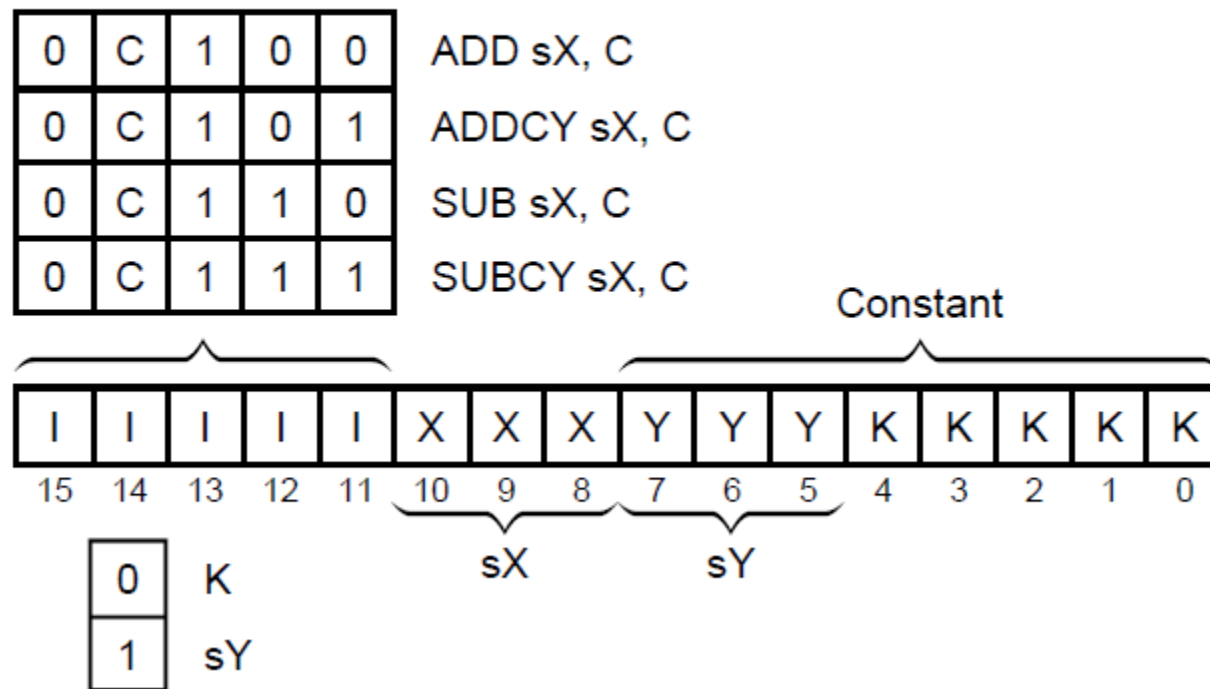 0 C 1 0 0 ADD sX, C
0 C 1 0 1 ADDCY sX, C
0 C 1 1 0 SUB sX, C
0 C 1 1 1 SUBCY sX, C
Constant
I I I I I X X X Y Y Y K K K K K
15 14 13 12 11 10 9 8 7 6 5 4 3 2 1 0
sX sY
0 K
1 sY